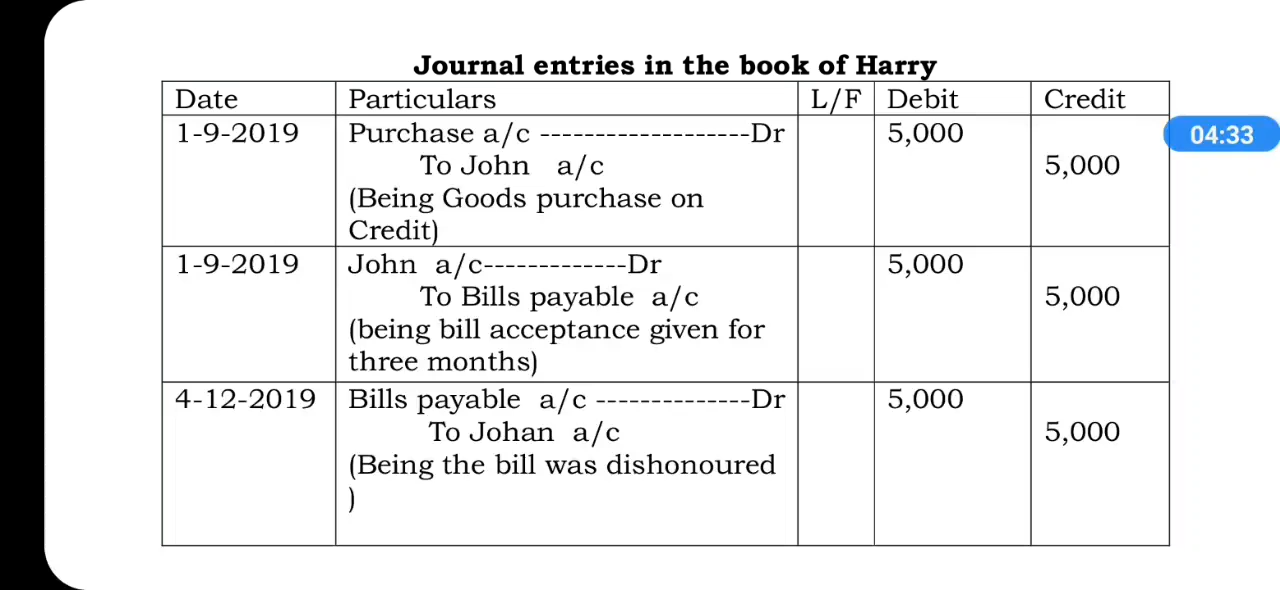 Journal entries in the book of Harry
Date Particulars L/F Debit Credit
1-9-2019 Purchase a/c -------------------Dr 5,000
To John a/c 5,000
(Being Goods purchase on
Credit)
1-9-2019 John a/c-------------Dr 5,000
To Bills payable a/c 5,000
(being bill acceptance given for
three months)
4-12-2019 Bills payable a/c --------------Dr 5,000
To Johan a/c 5,000
(Being the bill was dishonoured
)
04:33